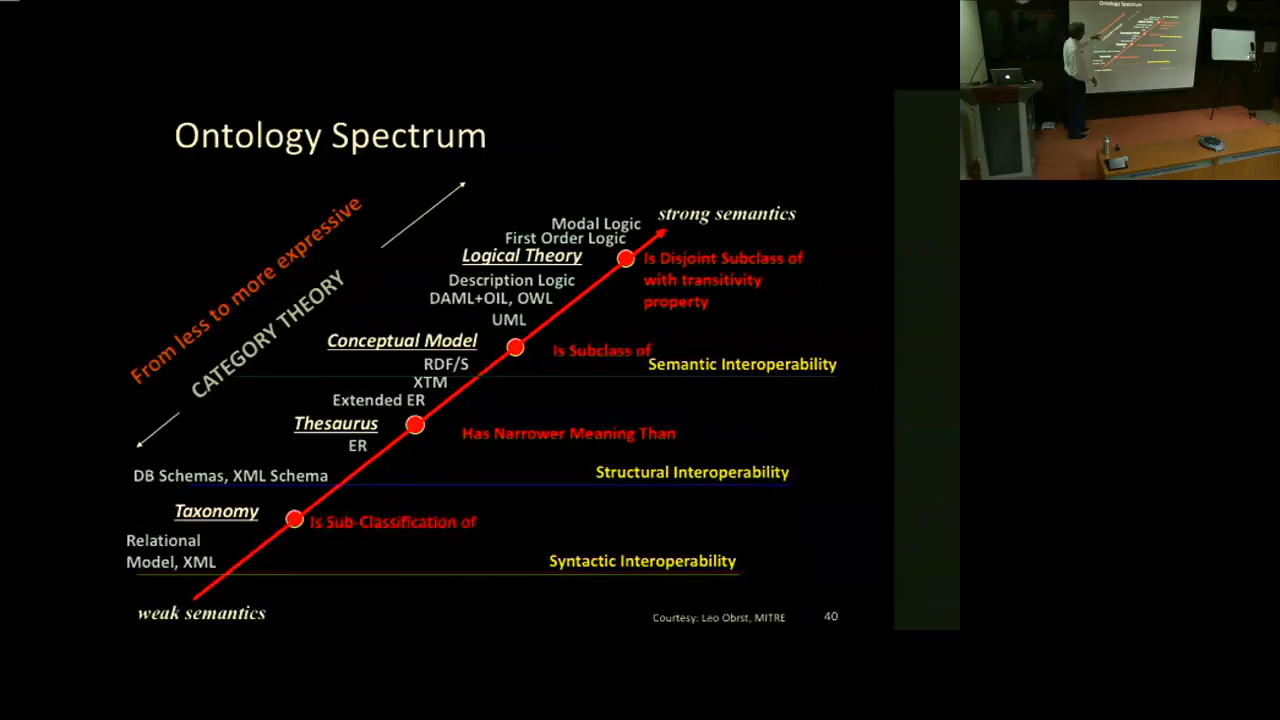 Ontology Spectrum
From less to more expressive
CATEGORY THEORY
strong semantics
Modal Logic
First Order Logic
Logical Theory
Is Disjoint Subclass of
with transitivity
property
Description Logic
DAML+OIL, OWL
UML
Conceptual Model
Is Subclass of
Semantic Interoperability
RDF/S
XTM
Extended ER
Thesaurus
Has Narrower Meaning Than
ER
Structural Interoperability
DB Schemas, XML Schema
Taxonomy
Is Sub-Classification of
Relational
Model, XML
Syntactic Interoperability
weak semantics
Courtesy: Leo Obrst, MITRE
40
Ontology Spectrum